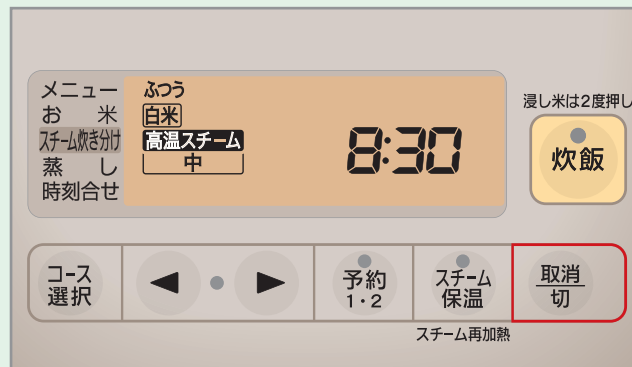 メニュー
お 米
スチーム炊き分け
蒸 し
時刻合せ
ふつう
白米
高温スチーム
中
8:30
浸し米は2度押し
炊飯
コース
選択
予約
1・2
スチーム
保温
取消
切
スチーム再加熱